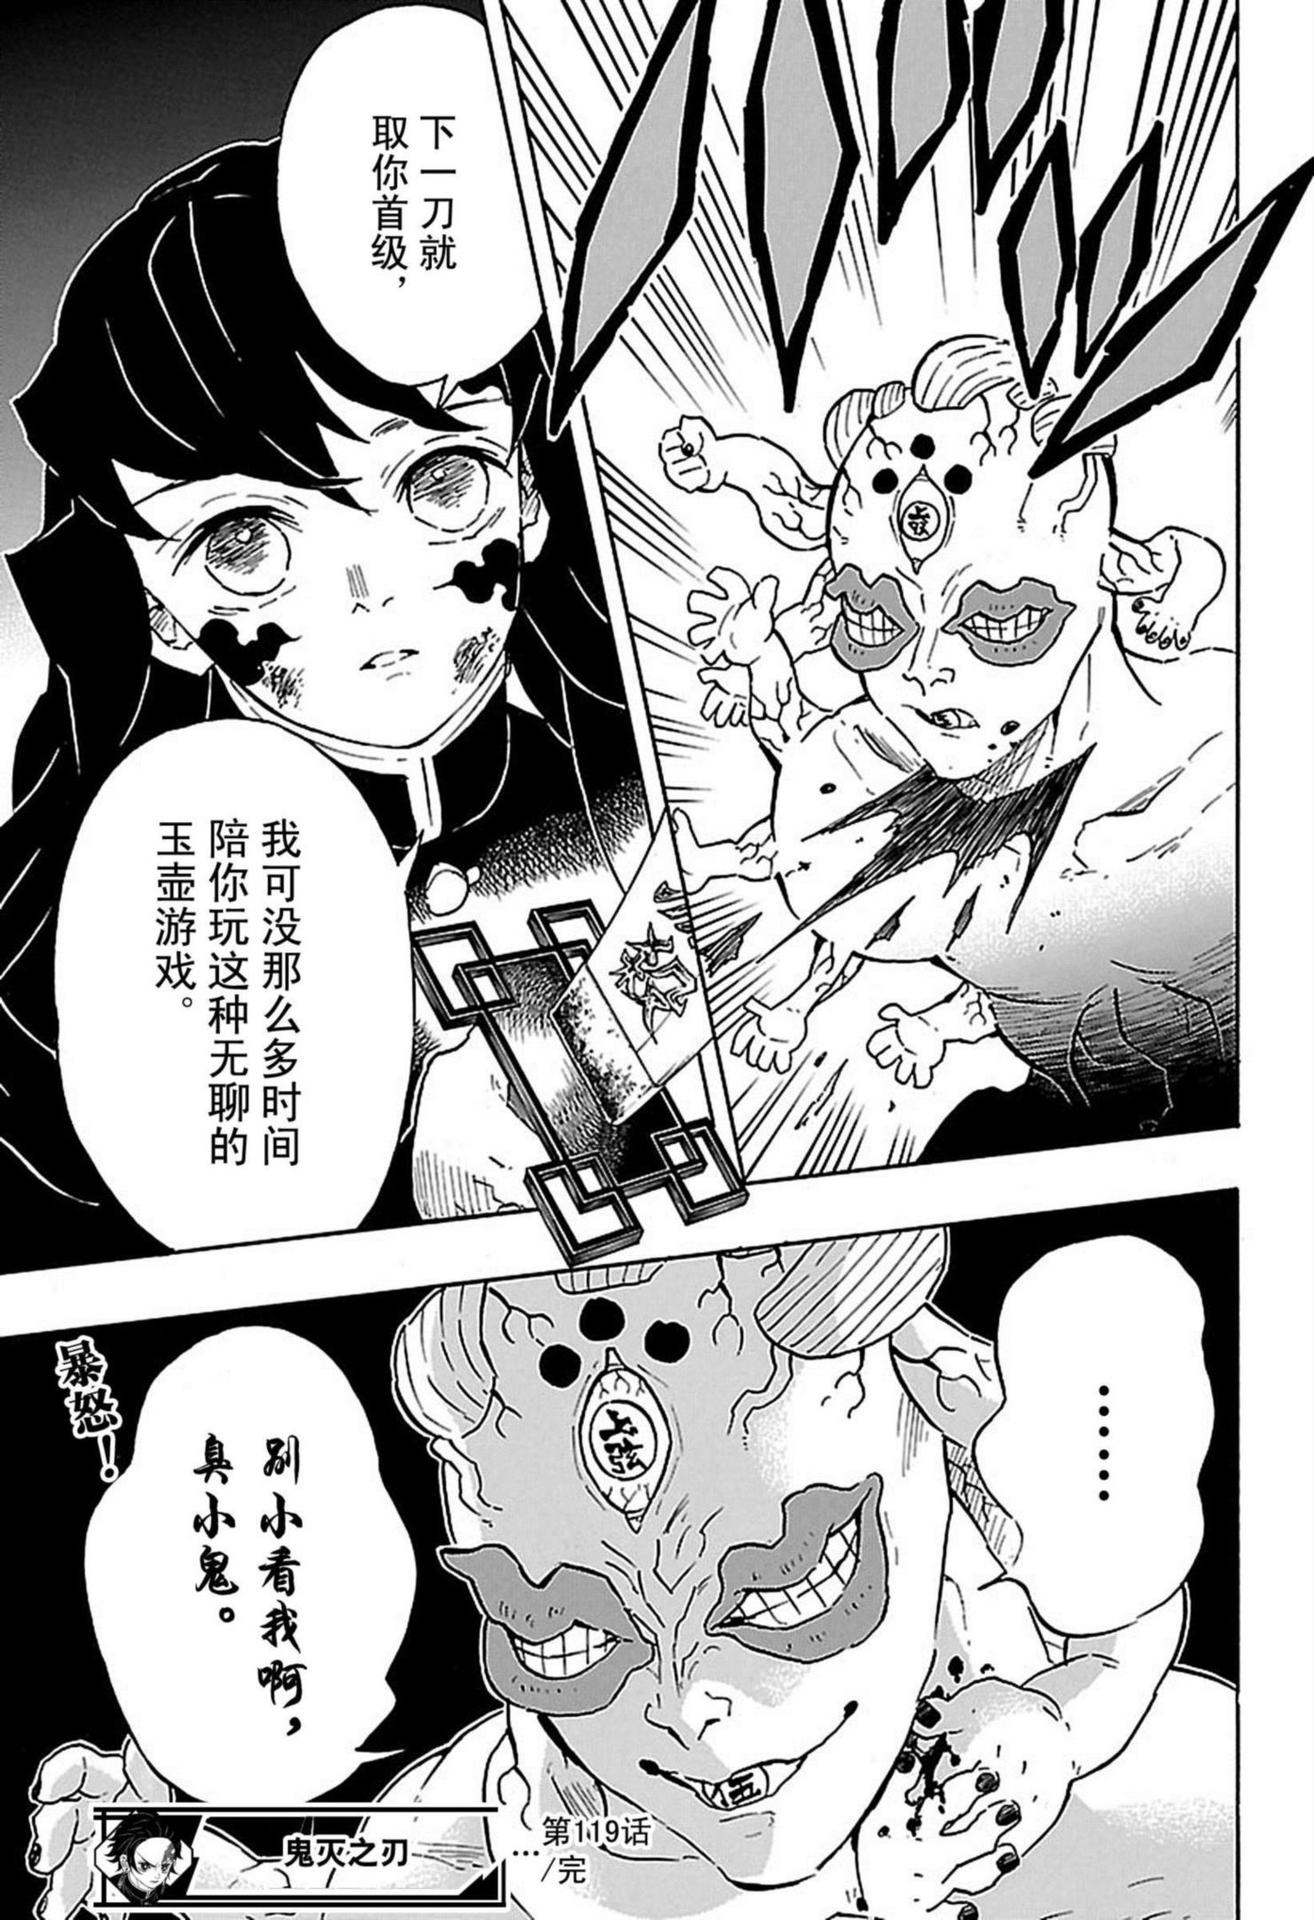 上弦
下一刀就
取你首级，
我可没那么多时间
陪你玩这种无聊的
玉壶游戏。
……
上弦
伍
别小看我啊，
臭小鬼。
暴怒！
鬼灭之刃
…第119话
/完